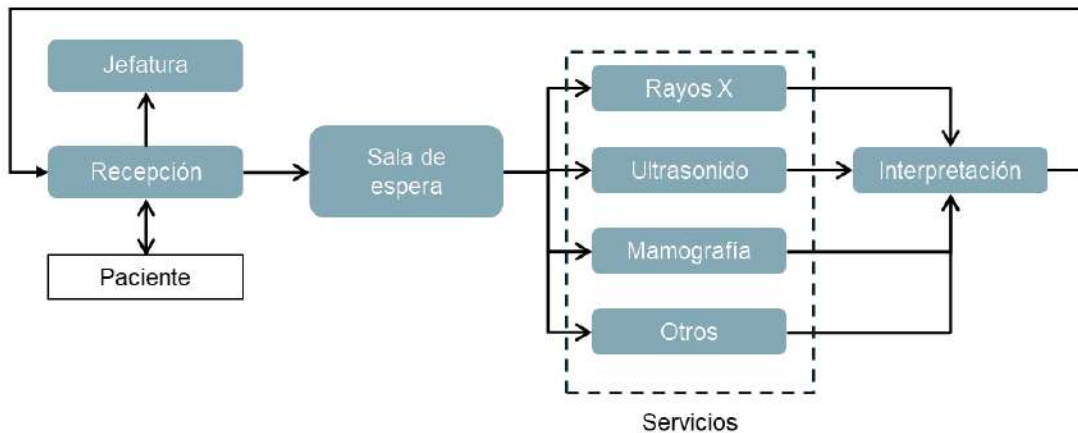 Jefatura
Recepción
Paciente
Sala de
espera
Rayos X
Ultrasonido
Mamografía
Otros
Servicios
Interpretación